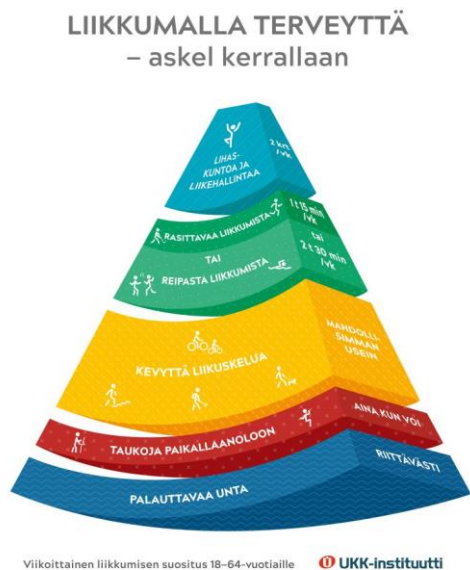 LIIKKUMALLA TERVEYTTÄ
– askel kerrallaan
LIHAS-
KUNTOA JA
LIIKEHALLINTAA
2 krt
/vk
RASITTAVAA LIIKKUMISTA
1 t 15 min
/vk
TAI
tai
REIPASTA LIIKKUMISTA
2 t 30 min
/vk
KEVYTTÄ LIIKUSKELUA
MAHDOLLI-
SIMMAN
USEIN
TAUKOJA PAIKALLAANOLOON
AINA KUN VOI
PALAUTTAVAA UNTA
RIITTÄVÄSTI
Viikoittainen liikkumisen suositus 18–64-vuotiaille
UKK-instituutti